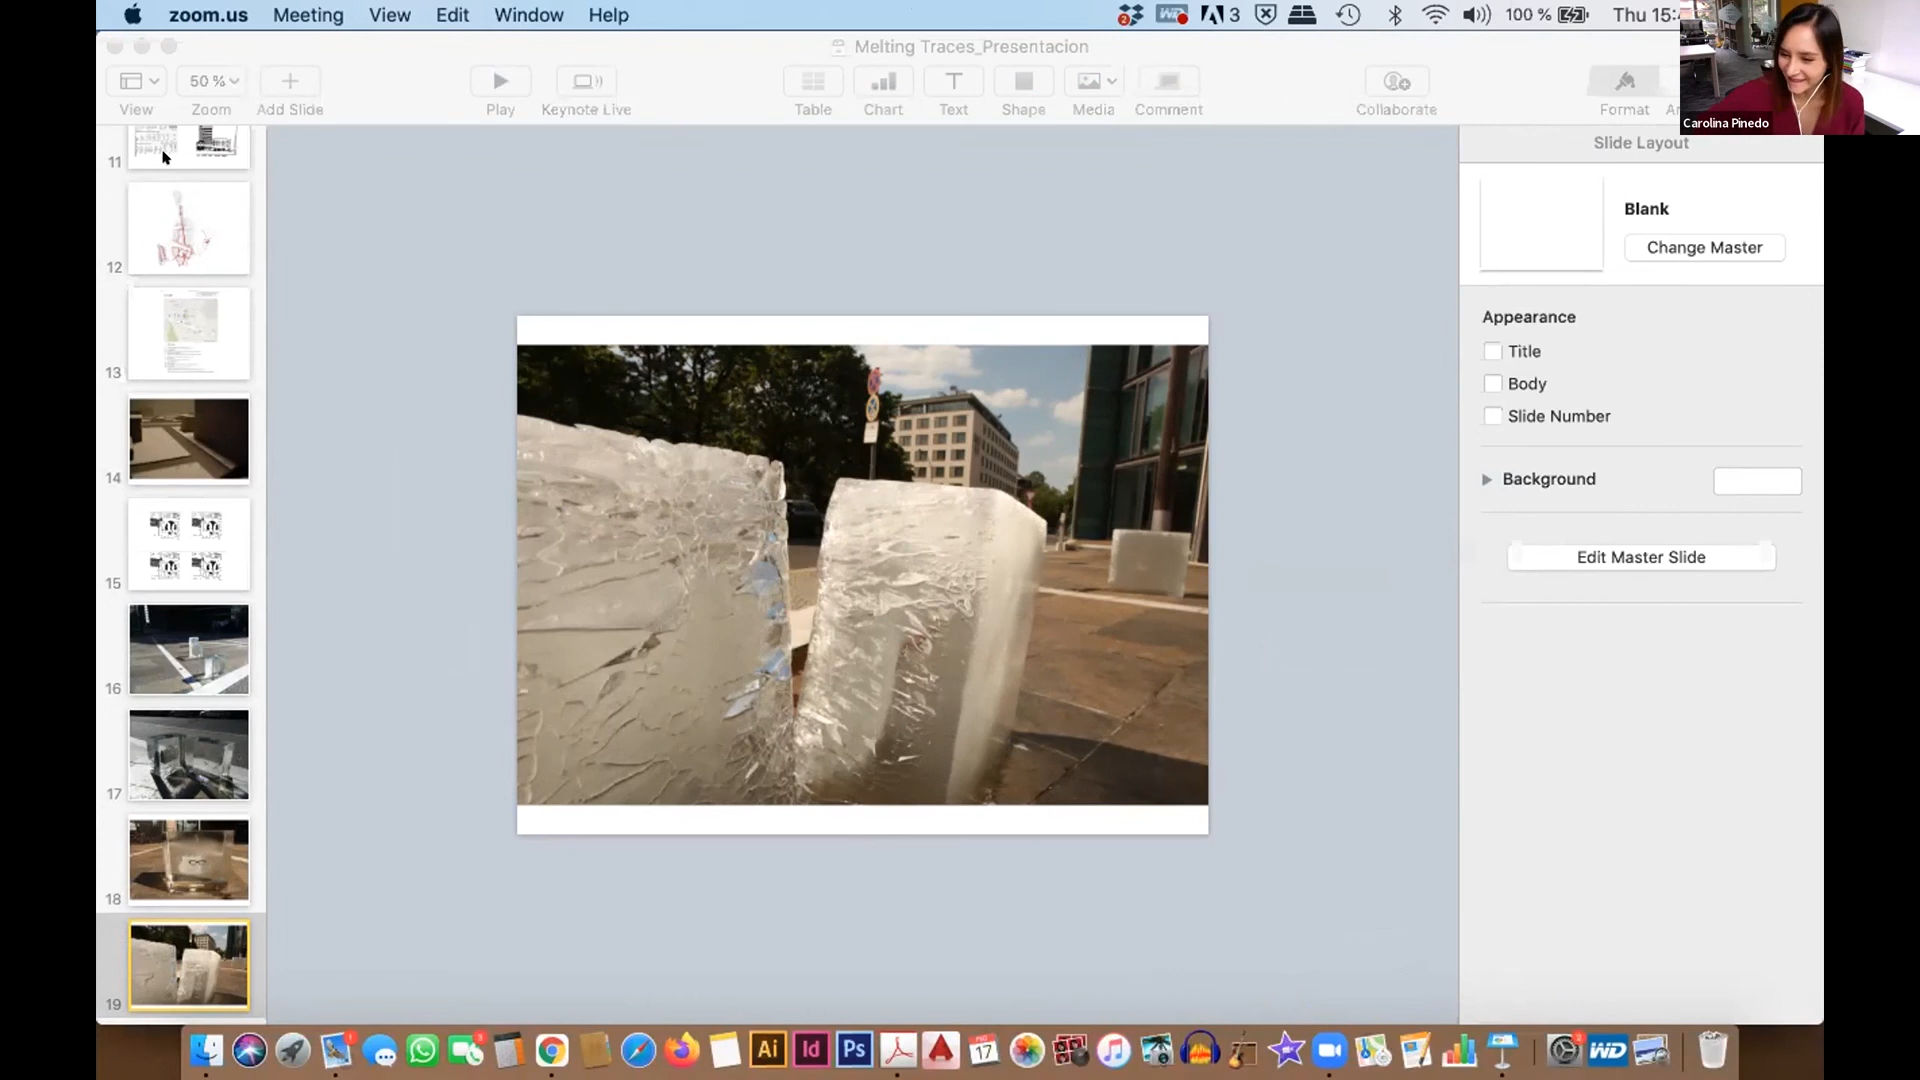 zoom.us Meeting View Edit Window Help 2 3 100 % Thu 15:
Melting Traces_Presentacion
50 %
View Zoom Add Slide Play Keynote Live Table Chart Text Shape Media Comment Collaborate Format
Carolina Pinedo
Slide Layout
11
12
13
14
15
16
17
18
19
Blank
Change Master
Appearance
Title
Body
Slide Number
Background
Edit Master Slide
Ai Id Ps 17 WD